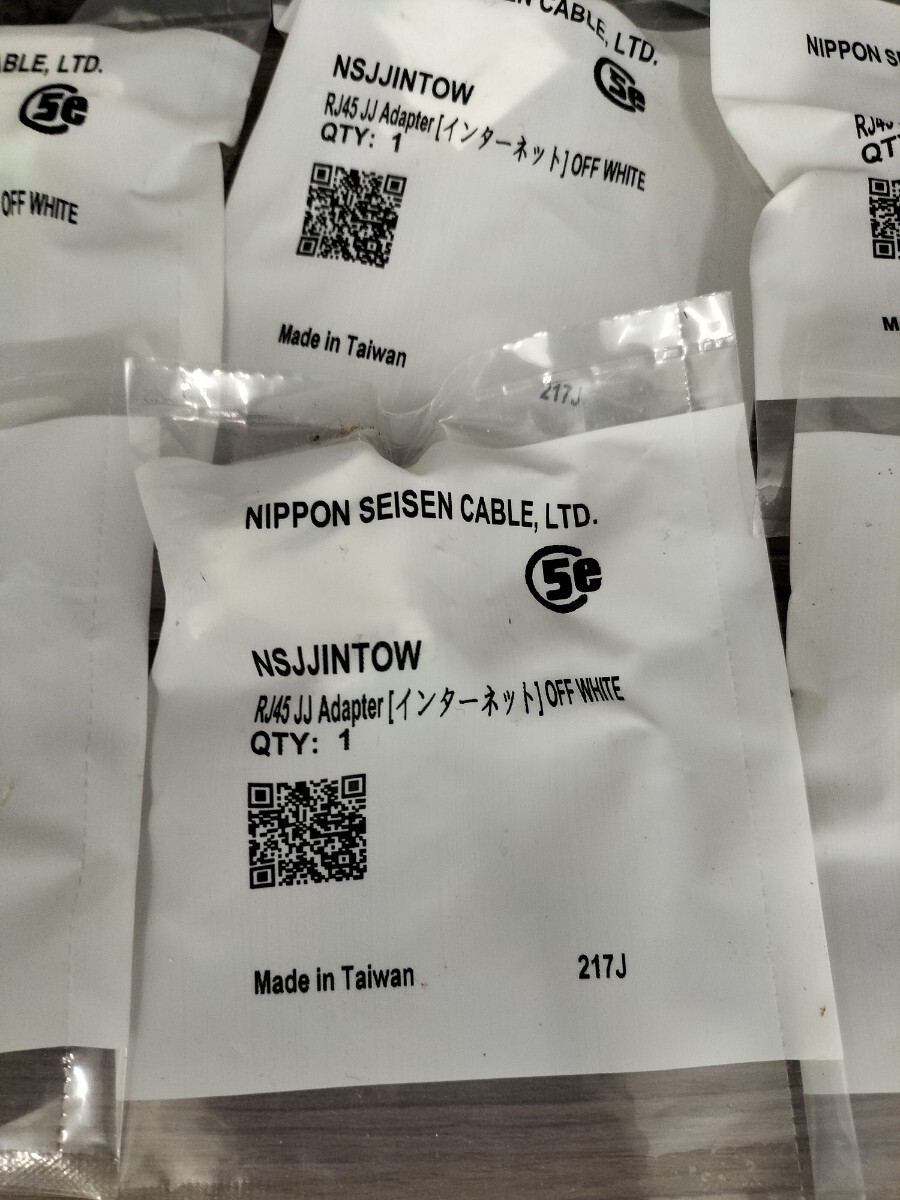 ABLE, LTD.
5e
OFF WHITE
EN CABLE, LTD.
5e
NSJJINTOW
RJ45 JJ Adapter [インターネット] OFF WHITE
QTY: 1
Made in Taiwan
NIPPON SE
RJ45
QT
M
217J
NIPPON SEISEN CABLE, LTD.
5e
NSJJINTOW
RJ45 JJ Adapter [インターネット] OFF WHITE
QTY: 1
Made in Taiwan
217J